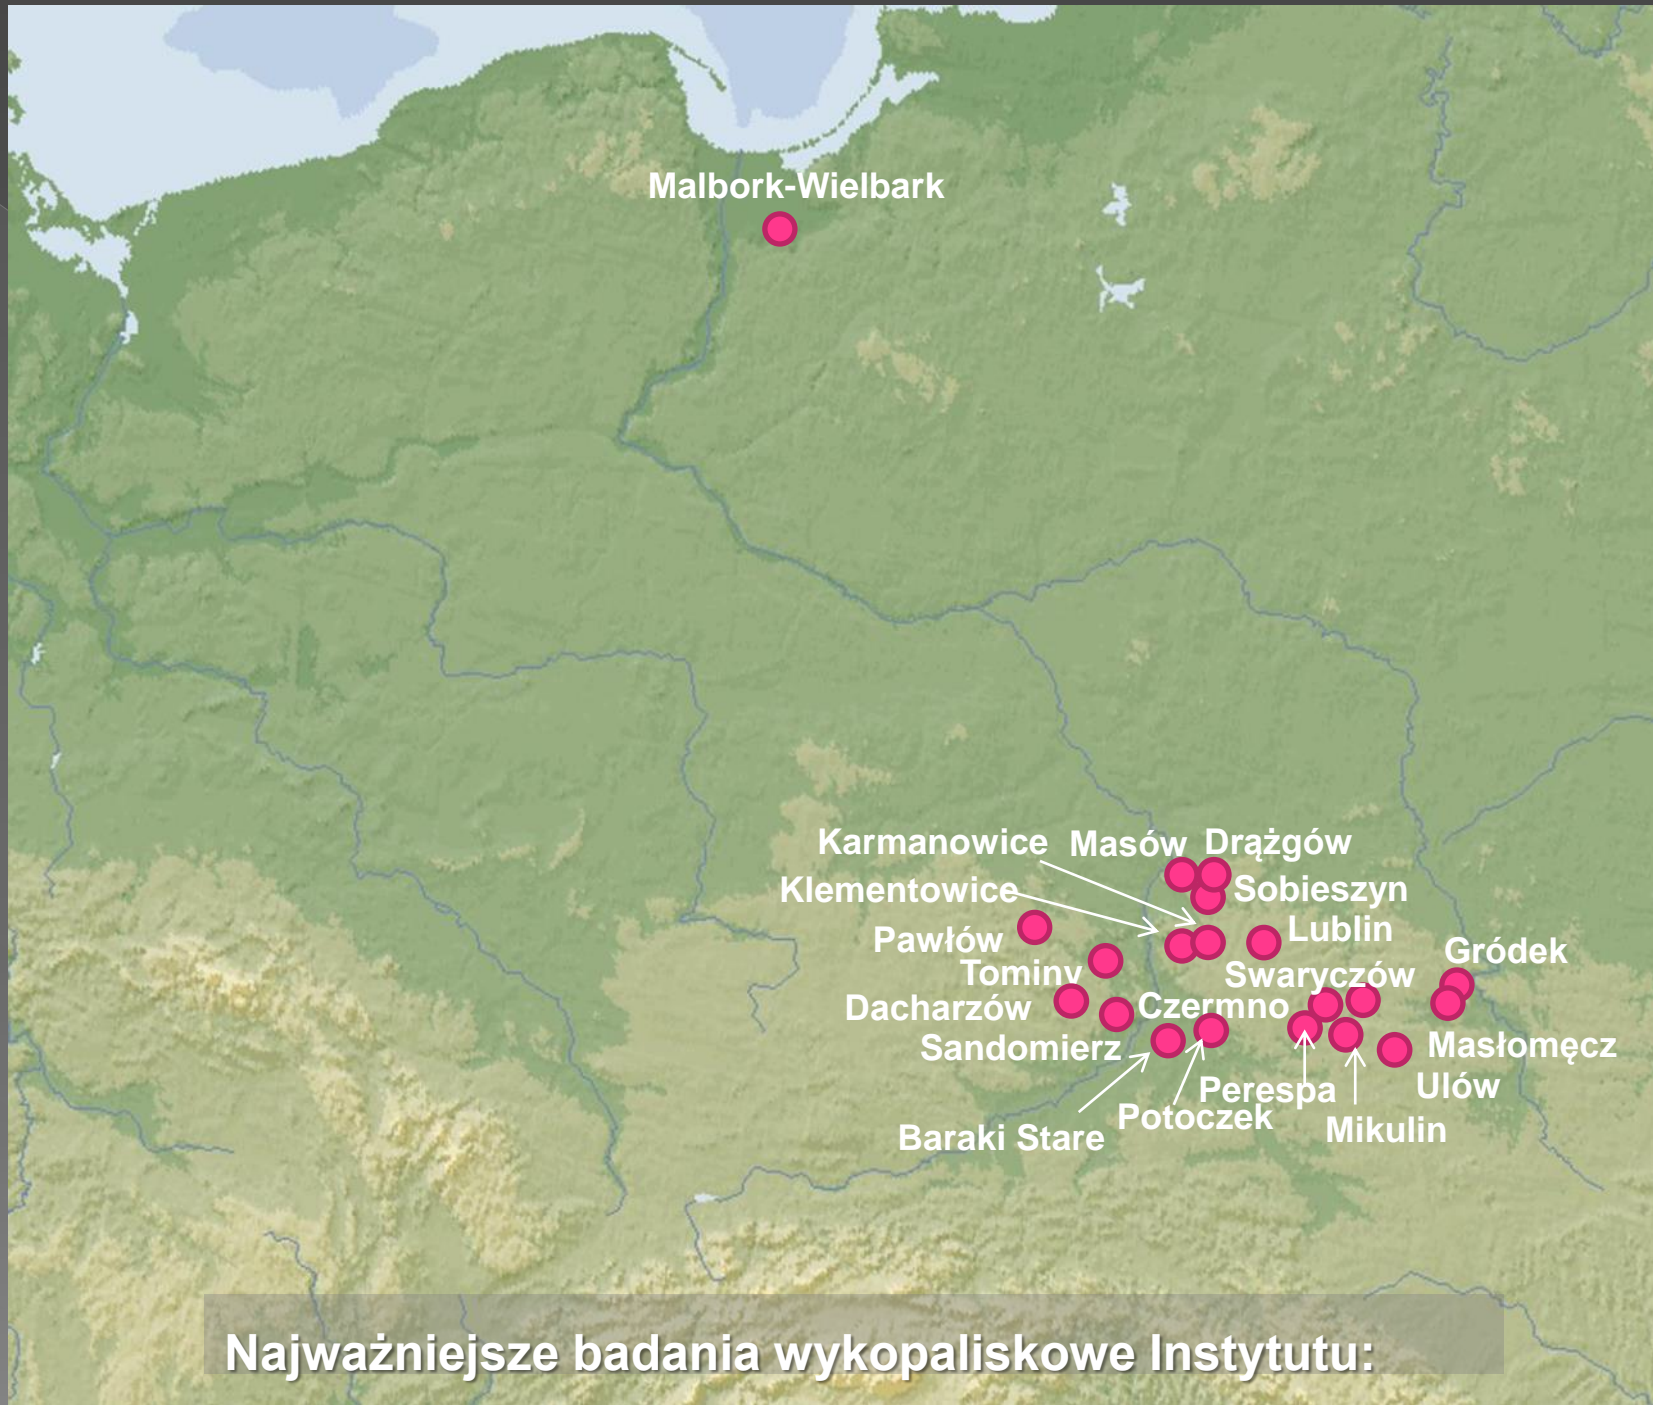 Malbork-Wielbark
Karmanowice
Masów
Drążgów
Klementowice
Sobieszyn
Pawłów
Lublin
Gródek
Tominy
Swaryczów
Dacharzów
Czermno
Sandomierz
Masłomęcz
Perespa
Ulów
Potoczek
Baraki Stare
Mikulin
Najważniejsze badania wykopaliskowe Instytutu: